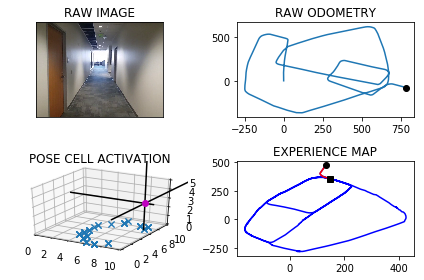 RAW IMAGE
RAW ODOMETRY
500
0
-250 0 250 500 750
POSE CELL ACTIVATION
5
4
3
2
1
0
0 2 4 6 8 10
0 2 4 6 8 10
EXPERIENCE MAP
500
250
0
-250
0 200 400